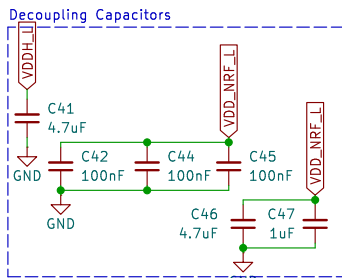 Decoupling Capacitors
VDDH_L
VDD_NRF_L
C41
4.7uF
GND
C42
100nF
C44
100nF
C45
100nF
GND
VDD_NRF_L
C46
4.7uF
C47
1uF